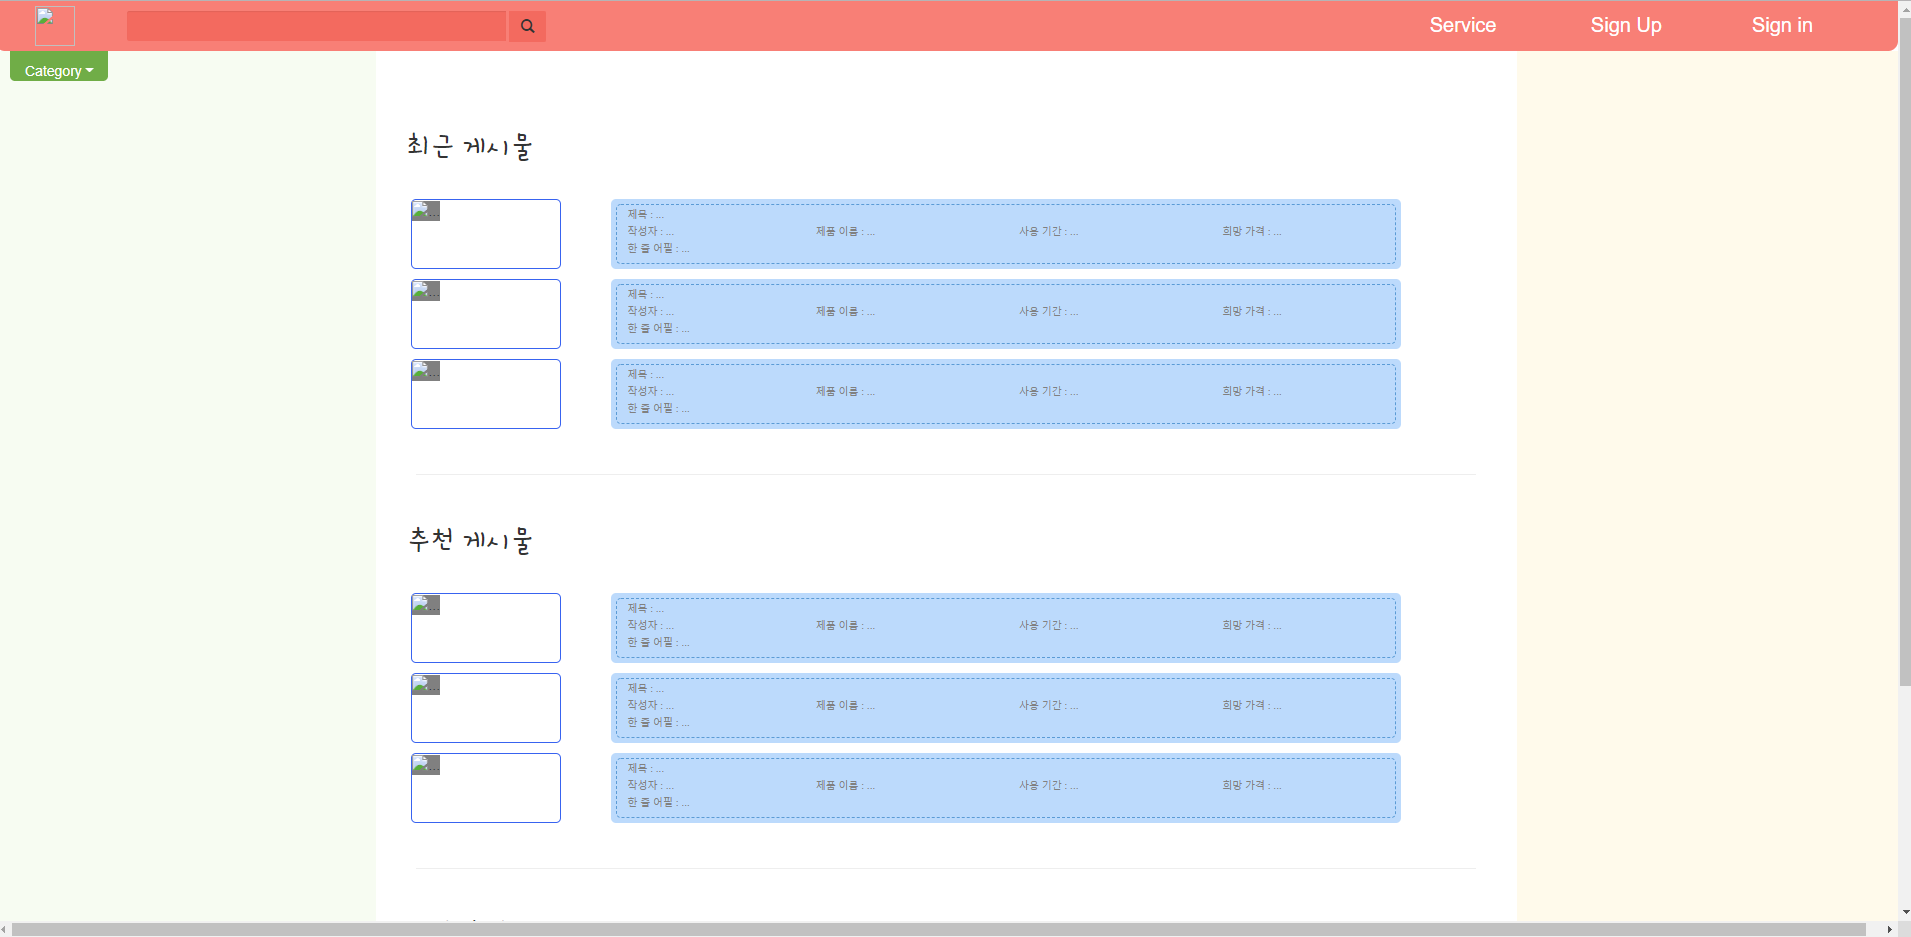 Service Sign Up Sign in
Category
최근 게시물
...
제목 : ...
작성자 : ... 제품 이름 : ... 사용 기간 : ... 희망 가격 : ...
한 줄 어필 : ...
...
제목 : ...
작성자 : ... 제품 이름 : ... 사용 기간 : ... 희망 가격 : ...
한 줄 어필 : ...
...
제목 : ...
작성자 : ... 제품 이름 : ... 사용 기간 : ... 희망 가격 : ...
한 줄 어필 : ...
추천 게시물
...
제목 : ...
작성자 : ... 제품 이름 : ... 사용 기간 : ... 희망 가격 : ...
한 줄 어필 : ...
...
제목 : ...
작성자 : ... 제품 이름 : ... 사용 기간 : ... 희망 가격 : ...
한 줄 어필 : ...
...
제목 : ...
작성자 : ... 제품 이름 : ... 사용 기간 : ... 희망 가격 : ...
한 줄 어필 : ...